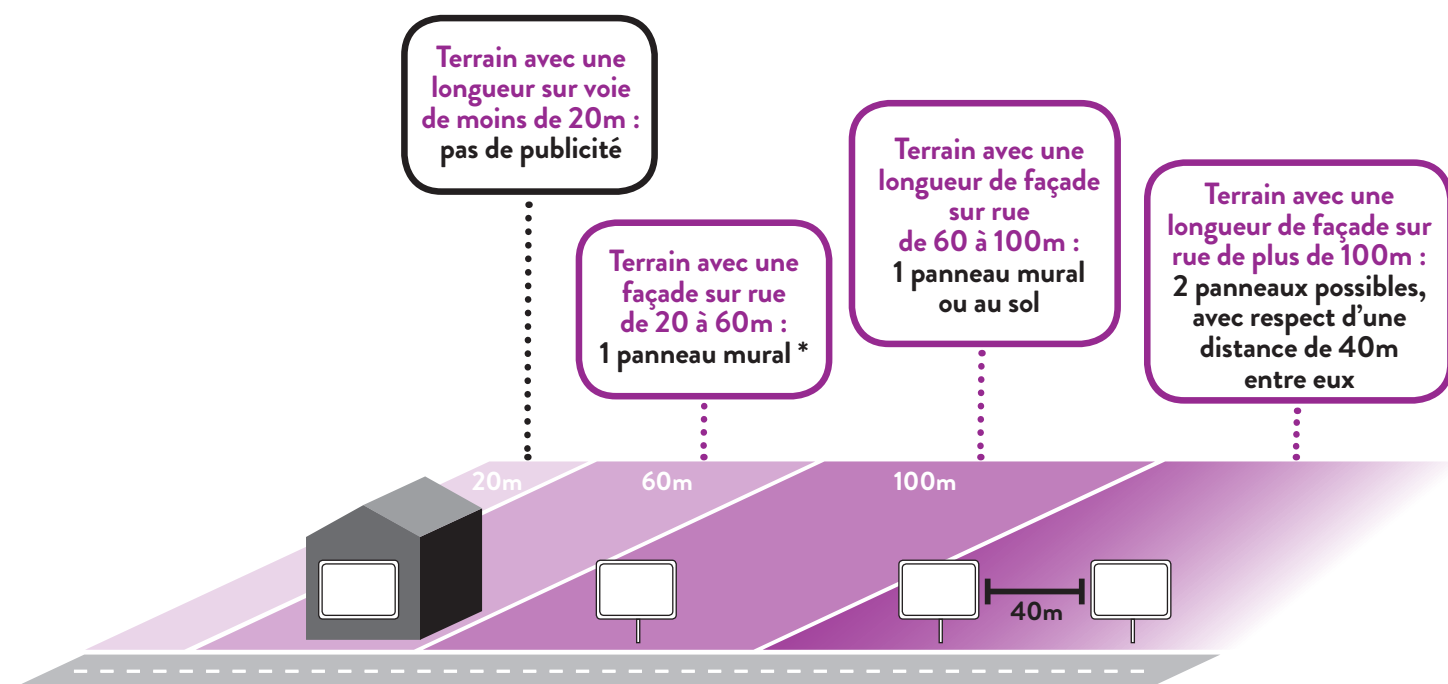 Terrain avec une
longueur sur voie
de moins de 20m :
pas de publicité
Terrain avec une
façade sur rue
de 20 à 60m :
1 panneau mural *
Terrain avec une
longueur de façade
sur rue
de 60 à 100m :
1 panneau mural
ou au sol
Terrain avec une
longueur de façade sur
rue de plus de 100m :
2 panneaux possibles,
avec respect d’une
distance de 40m
entre eux
20m
60m
100m
40m